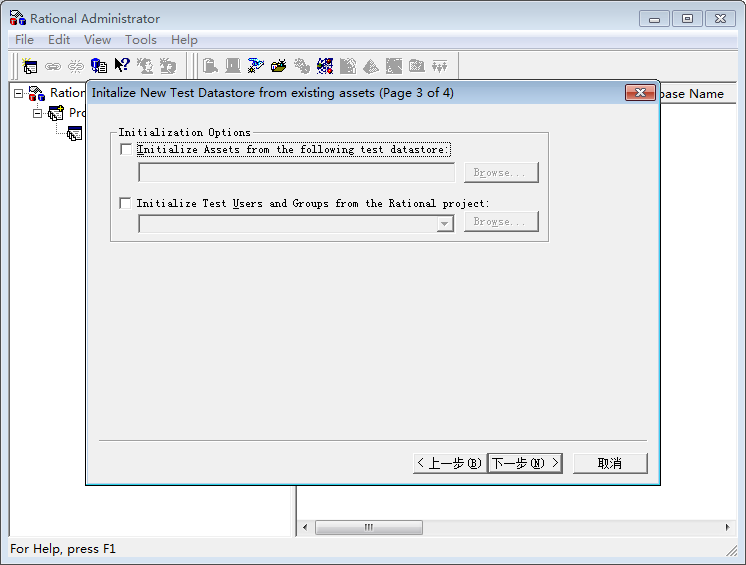 Rational Administrator
File Edit View Tools Help
Ration
base Name
Pro
Initalize New Test Datastore from existing assets (Page 3 of 4)
Initialization Options
Initialize Assets from the following test datastore:
Browse...
Initialize Test Users and Groups from the Rational project:
Browse...
< 上一步(B) 下一步(N) > 取消
For Help, press F1